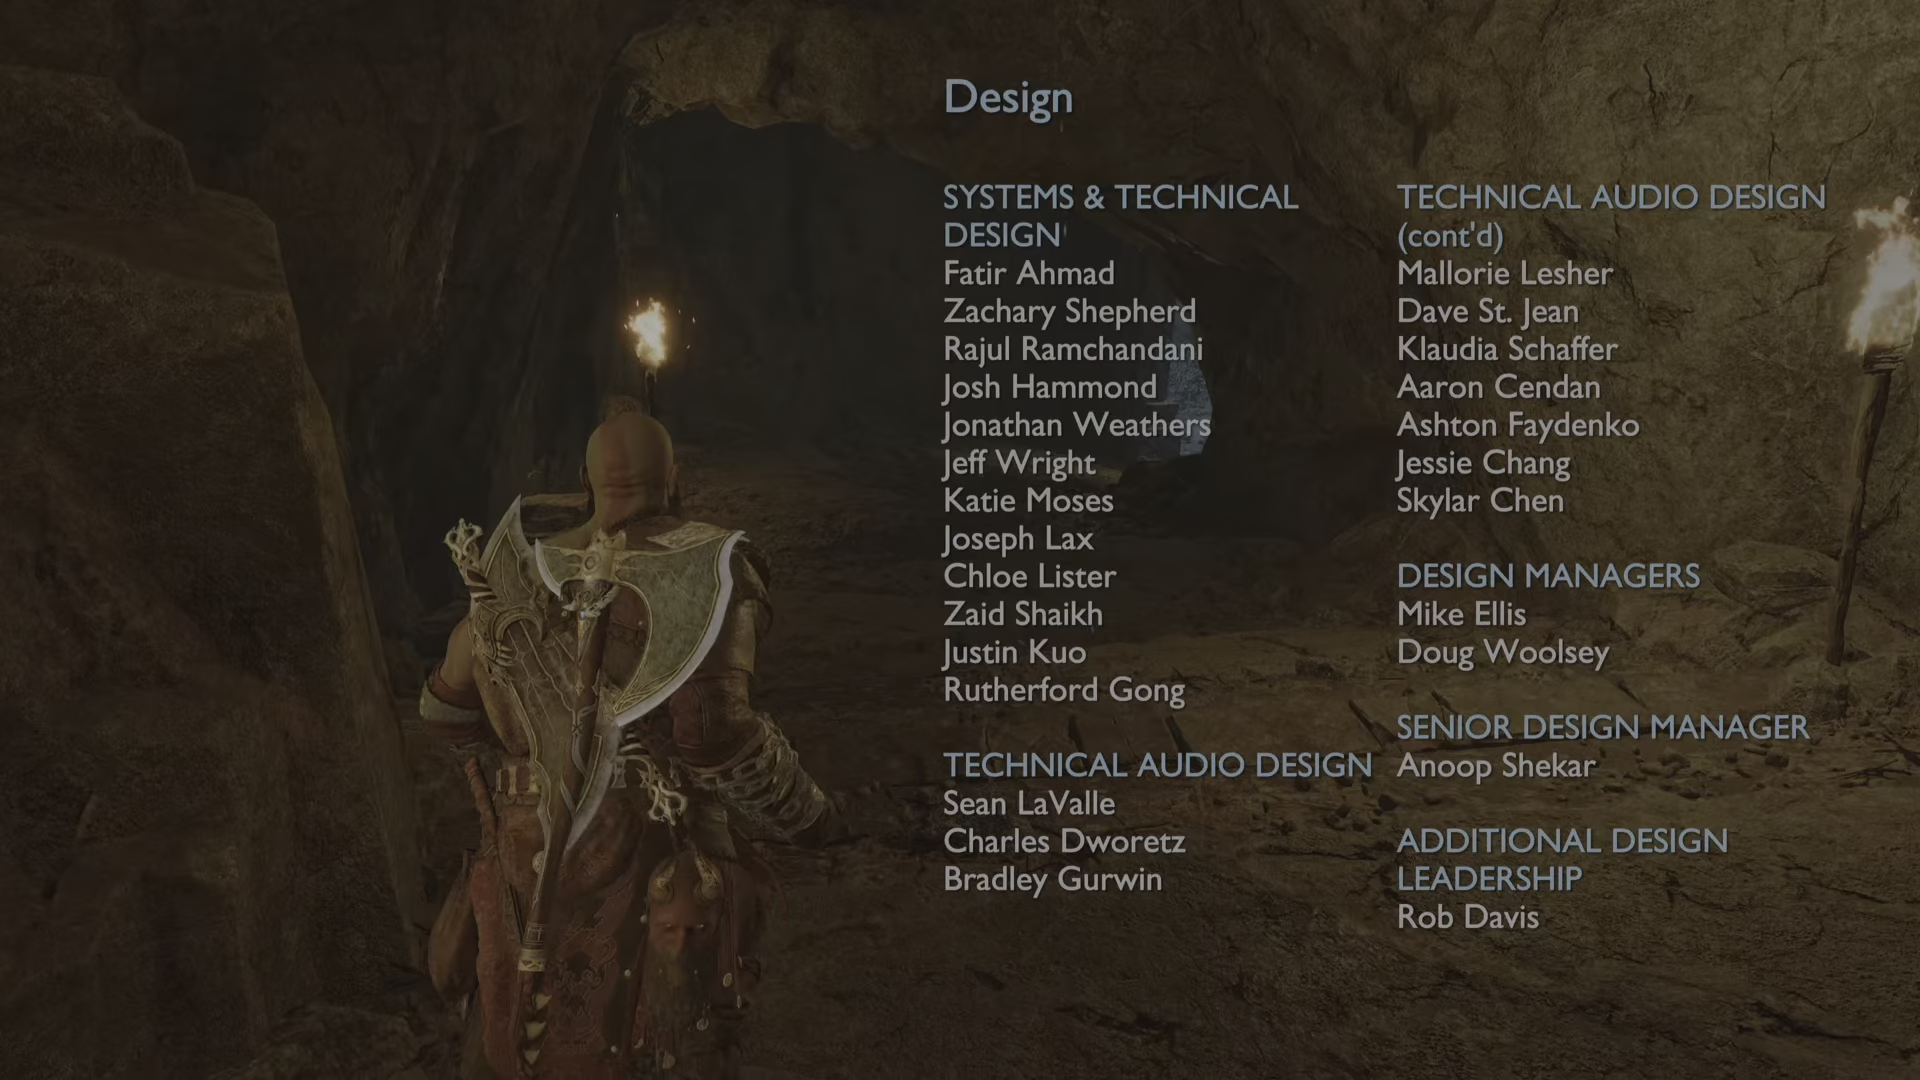 Design
SYSTEMS & TECHNICAL
DESIGN
Fatir Ahmad
Zachary Shepherd
Rajul Ramchandani
Josh Hammond
Jonathan Weathers
Jeff Wright
Katie Moses
Joseph Lax
Chloe Lister
Zaid Shaikh
Justin Kuo
Rutherford Gong
TECHNICAL AUDIO DESIGN
Sean LaValle
Charles Dworetz
Bradley Gurwin
TECHNICAL AUDIO DESIGN
(cont'd)
Mallorie Lesher
Dave St. Jean
Klaudia Schaffer
Aaron Cendan
Ashton Faydenko
Jessie Chang
Skylar Chen
DESIGN MANAGERS
Mike Ellis
Doug Woolsey
SENIOR DESIGN MANAGER
Anoop Shekar
ADDITIONAL DESIGN
LEADERSHIP
Rob Davis